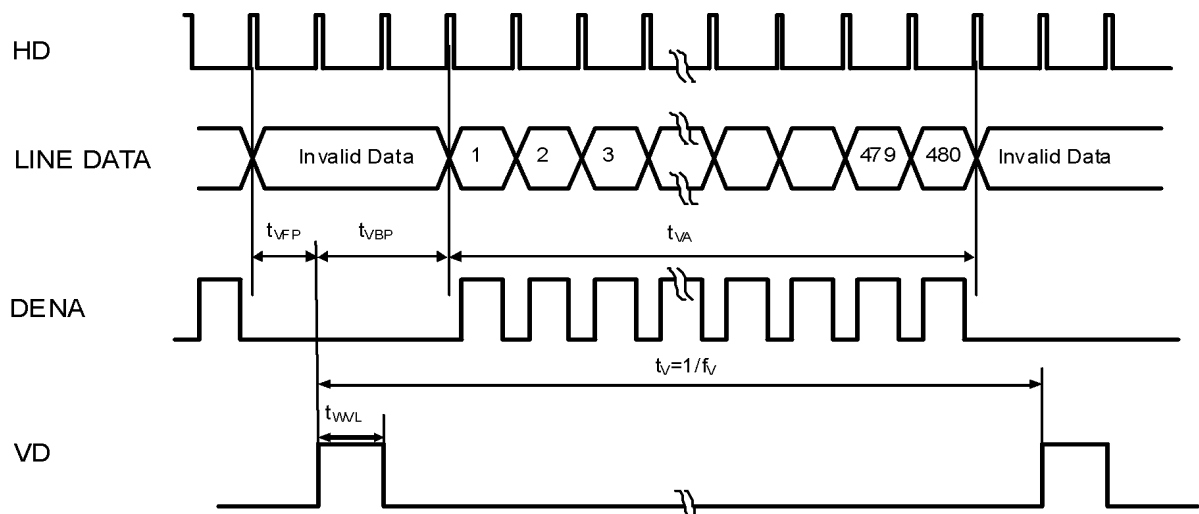 HD
LINE DATA
Invalid Data
1
2
3
479
480
Invalid Data
tVFP
tVBP
tVA
DENA
tV=1/fV
tWVL
VD